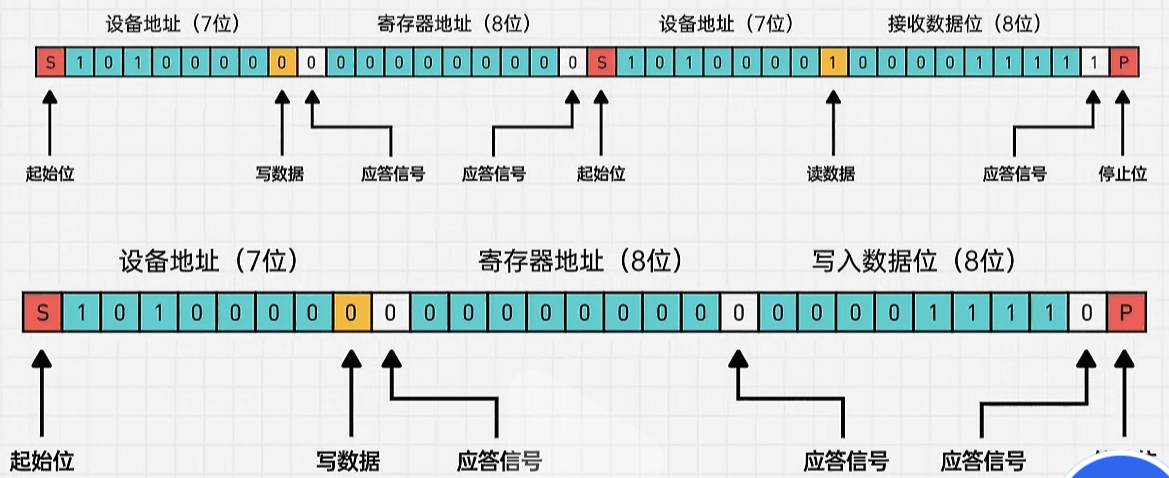 设备地址（7位） 寄存器地址（8位） 设备地址（7位） 接收数据位（8位）
S 1 0 1 0 0 0 0 0 0 0 0 0 0 0 0 0 0 0 S 1 0 1 0 0 0 0 1 0 0 0 0 1 1 1 1 1 P
起始位 写数据 应答信号 应答信号 起始位 读数据 应答信号 停止位
设备地址（7位） 寄存器地址（8位） 写入数据位（8位）
S 1 0 1 0 0 0 0 0 0 0 0 0 0 0 0 0 0 0 0 0 0 0 1 1 1 1 0 P
起始位 写数据 应答信号 应答信号 应答信号